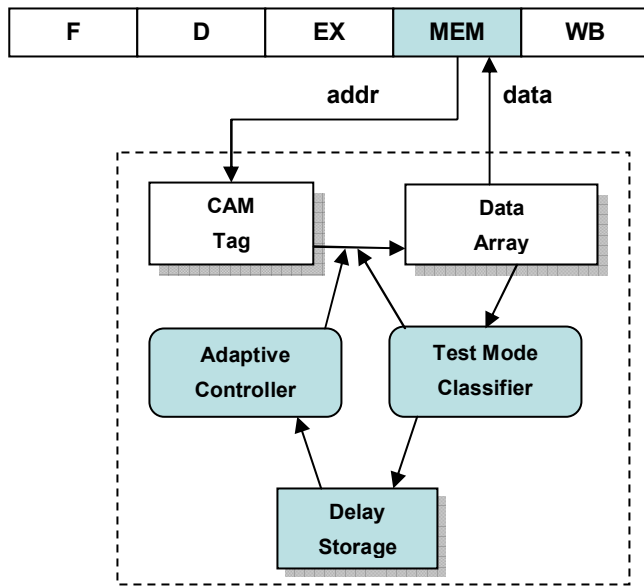 F D EX MEM WB
addr data
CAM
Tag
Data
Array
Adaptive
Controller
Test Mode
Classifier
Delay
Storage